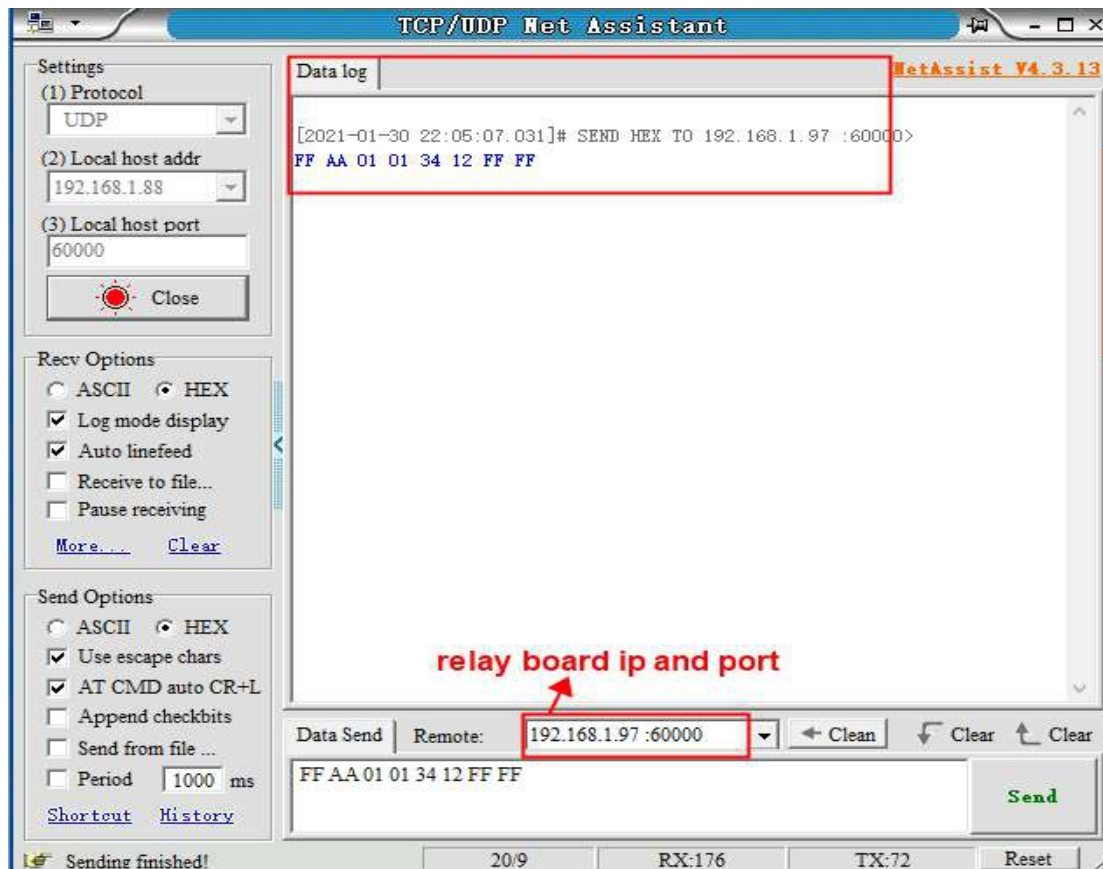 TCP/UDP Net Assistant
Settings
(1) Protocol
UDP
(2) Local host addr
192.168.1.88
(3) Local host port
60000
Close
Recv Options
ASCII HEX
Log mode display
Auto linefeed
Receive to file...
Pause receiving
More... Clear
Send Options
ASCII HEX
Use escape chars
AT CMD auto CR+L
Append checkbits
Send from file ...
Period 1000 ms
Shortcut History
Data log
NetAssist V4.3.13
[2021-01-30 22:05:07.031]# SEND HEX TO 192.168.1.97 :60000>
FF AA 01 01 34 12 FF FF
relay board ip and port
Data Send Remote: 192.168.1.97 :60000 Clean Clear Clear
FF AA 01 01 34 12 FF FF
Send
Sending finished! 20/9 RX:176 TX:72 Reset